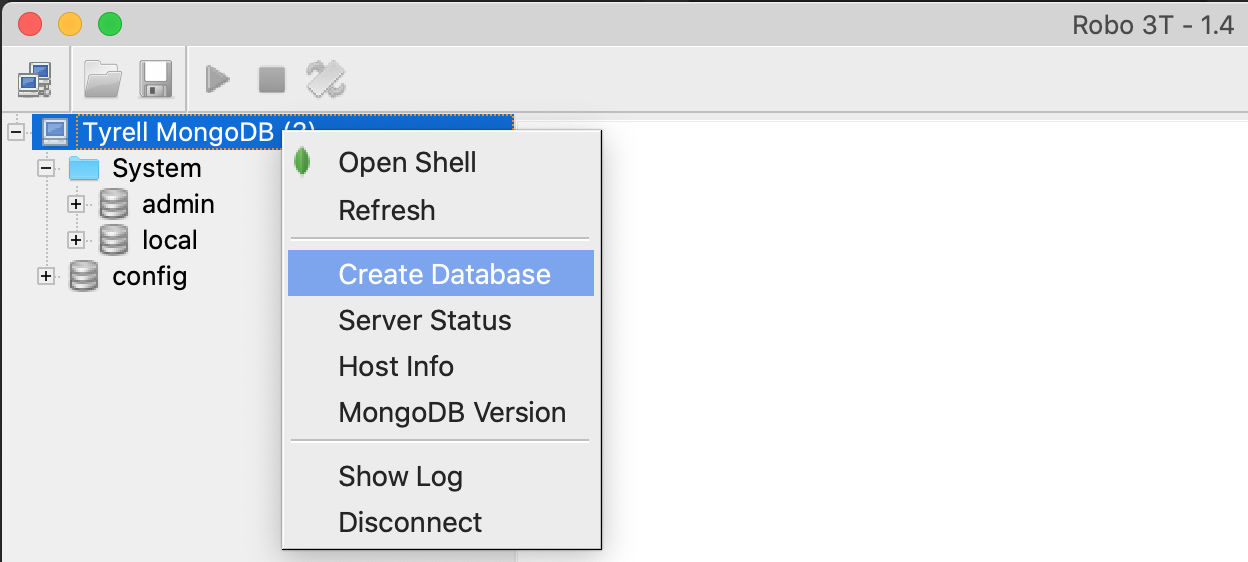 Robo 3T - 1.4
Tyrell MongoDB (3)
System
admin
local
config
Open Shell
Refresh
Create Database
Server Status
Host Info
MongoDB Version
Show Log
Disconnect